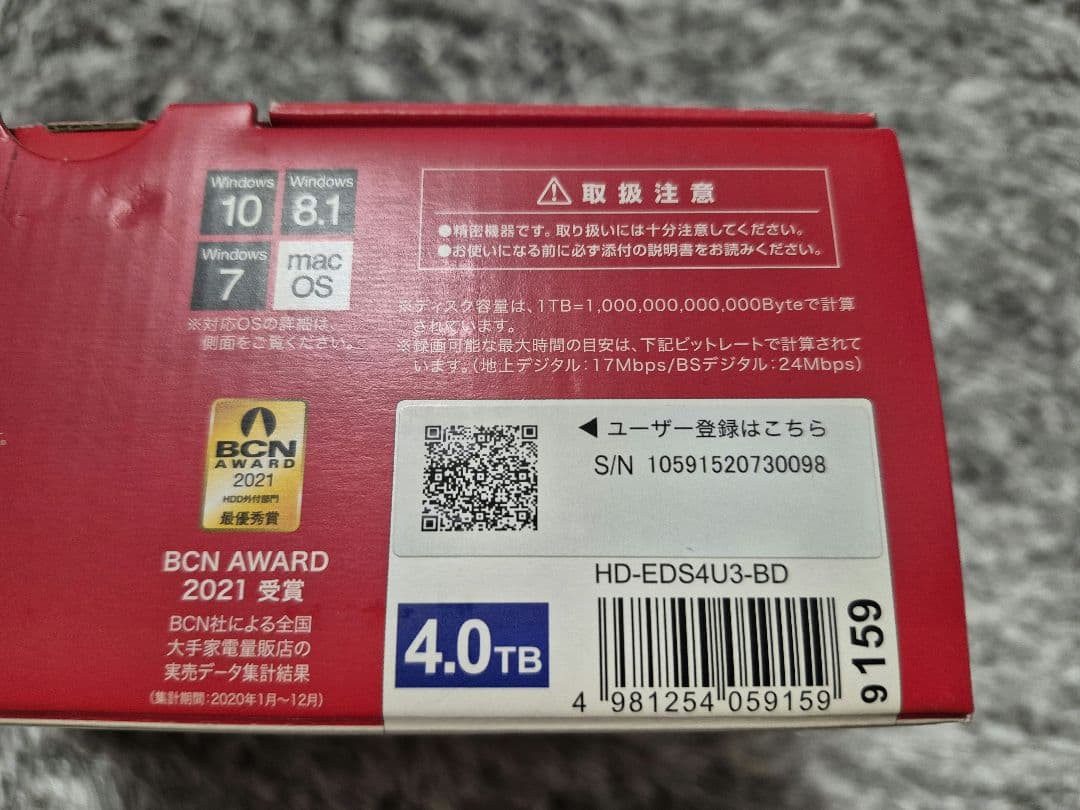 Windows 10
Windows 8.1
Windows 7
mac OS
※対応OSの詳細は、
側面をご覧ください。
取扱注意
●精密機器です。取り扱いには十分注意してください。
●お使いになる前に必ず添付の説明書をお読みください。
※ディスク容量は、1TB=1,000,000,000,000Byteで計算
されています。
※録画可能な最大時間の目安は、下記ビットレートで計算されて
います。(地上デジタル:17Mbps/BSデジタル:24Mbps)
BCN
AWARD
2021
HDD外付部門
最優秀賞
BCN AWARD
2021 受賞
BCN社による全国
大手家電量販店の
実売データ集計結果
(集計期間:2020年1月~12月)
◀ ユーザー登録はこちら
S/N 10591520730098
HD-EDS4U3-BD
4.0TB
4 981254 059159
9 159